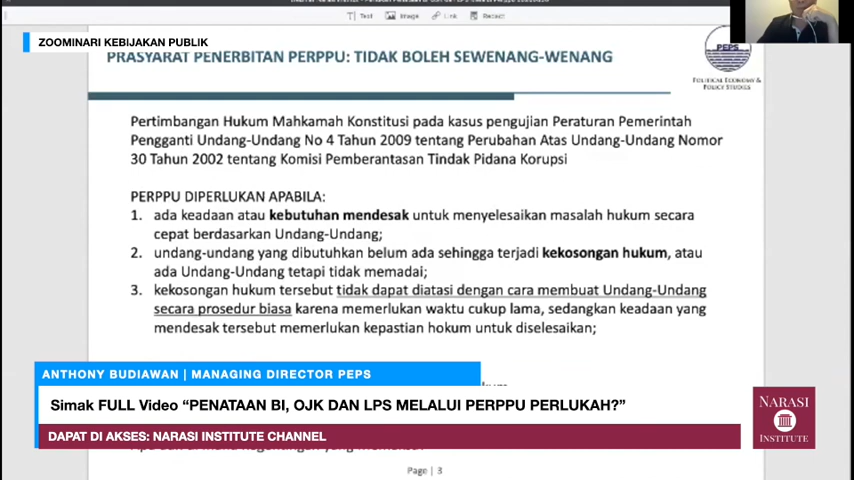 Text Image Link Redact
ZOOMINARI KEBIJAKAN PUBLIK
PRASYARAT PENERBITAN PERPPU: TIDAK BOLEH SEWENANG-WENANG
PEPS
POLITICAL ECONOMY &
POLICY STUDIES
Pertimbangan Hukum Mahkamah Konstitusi pada kasus pengujian Peraturan Pemerintah
Pengganti Undang-Undang No 4 Tahun 2009 tentang Perubahan Atas Undang-Undang Nomor
30 Tahun 2002 tentang Komisi Pemberantasan Tindak Pidana Korupsi
PERPPU DIPERLUKAN APABILA:
1. ada keadaan atau kebutuhan mendesak untuk menyelesaikan masalah hukum secara
cepat berdasarkan Undang-Undang;
2. undang-undang yang dibutuhkan belum ada sehingga terjadi kekosongan hukum, atau
ada Undang-Undang tetapi tidak memadai;
3. kekosongan hukum tersebut tidak dapat diatasi dengan cara membuat Undang-Undang
secara prosedur biasa karena memerlukan waktu cukup lama, sedangkan keadaan yang
mendesak tersebut memerlukan kepastian hokum untuk diselesaikan;
ANTHONY BUDIAWAN | MANAGING DIRECTOR PEPS
Simak FULL Video “PENATAAN BI, OJK DAN LPS MELALUI PERPPU PERLUKAH?”
DAPAT DI AKSES: NARASI INSTITUTE CHANNEL
NARASI
INSTITUTE
Page | 3